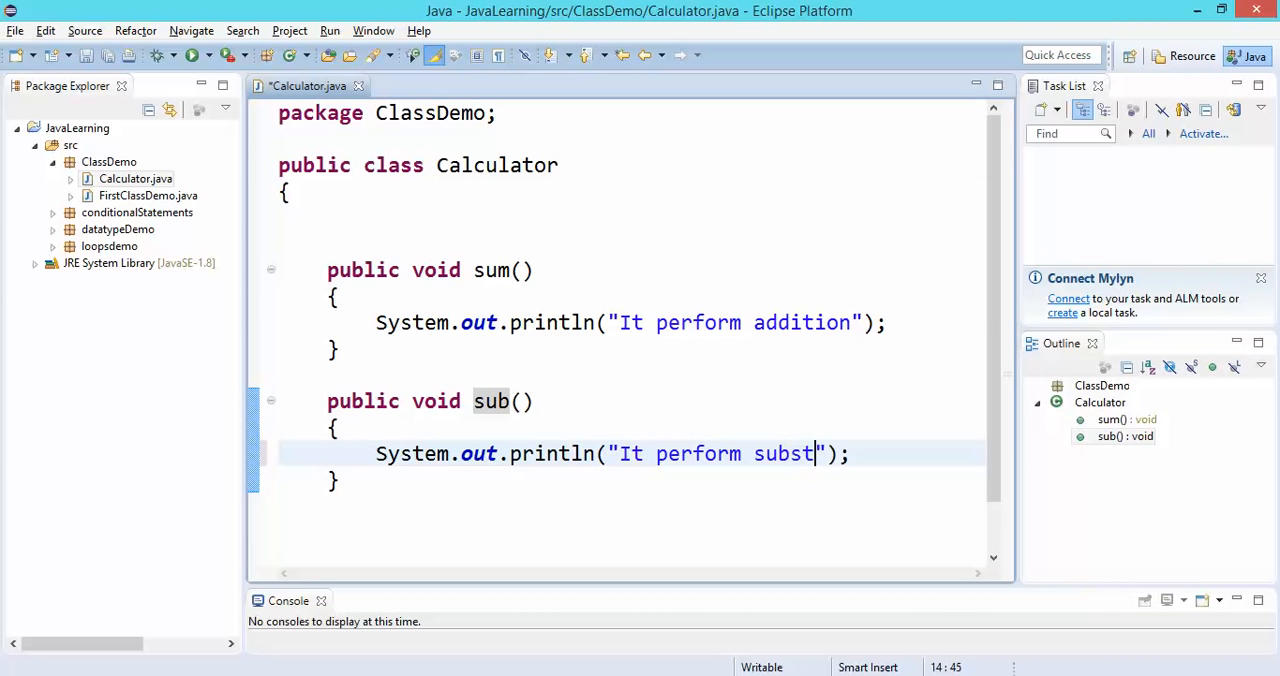 Java - JavaLearning/src/ClassDemo/Calculator.java - Eclipse Platform
File Edit Source Refactor Navigate Search Project Run Window Help
Quick Access
Resource
Java
Package Explorer
JavaLearning
src
ClassDemo
Calculator.java
FirstClassDemo.java
conditionalStatements
datatypeDemo
loopsdemo
JRE System Library [JavaSE-1.8]
*Calculator.java
package ClassDemo;
public class Calculator
{
public void sum()
{
System.out.println("It perform addition");
}
public void sub()
{
System.out.println("It perform subst");
}
Console
No consoles to display at this time.
Task List
Find
All
Activate...
Connect Mylyn
Connect to your task and ALM tools or
create a local task.
Outline
ClassDemo
Calculator
sum() : void
sub() : void
Writable
Smart Insert
14 : 45